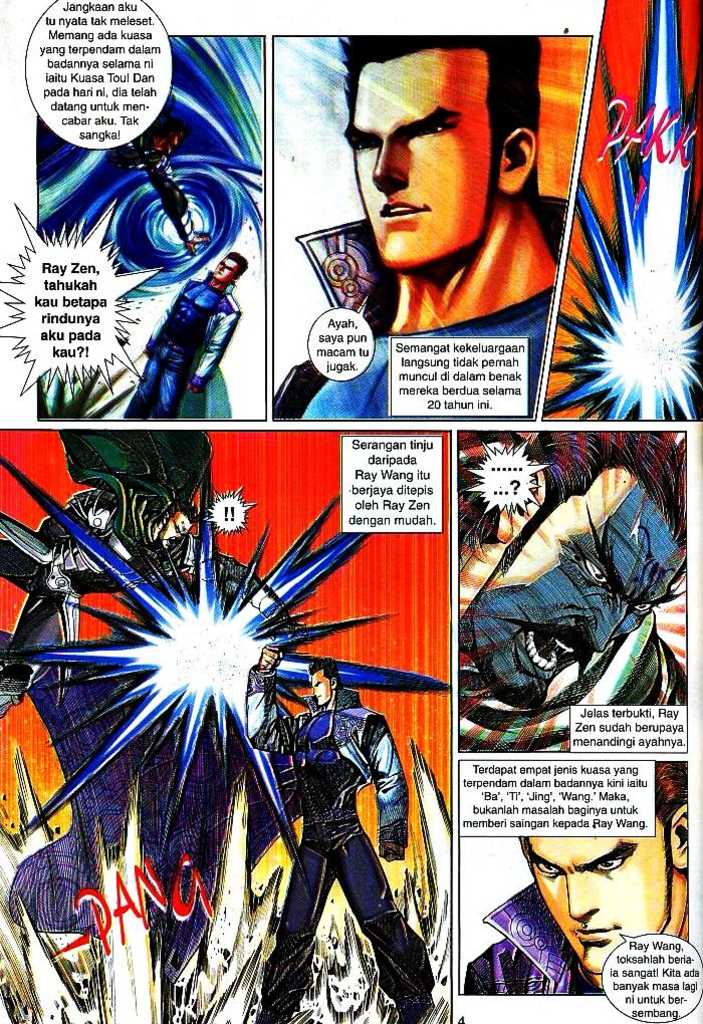 Jangkaan aku
tu nyata tak meleset.
Memang ada kuasa
yang terpendam dalam
badannya selama ni
iaitu Kuasa Toul Dan
pada hari ni, dia telah
datang untuk men-
cabar aku. Tak
sangka!
Ray Zen,
tahukah
kau betapa
rindunya
aku pada
kau?!
Ayah,
saya pun
macam tu
jugak.
Semangat kekeluargaan
langsung tidak pernah
muncul di dalam benak
mereka berdua selama
20 tahun ini.
PAKK
Serangan tinju
daripada
Ray Wang itu
berjaya ditepis
oleh Ray Zen
dengan mudah.
!!
PANG
......
...?
Jelas terbukti, Ray
Zen sudah berupaya
menandingi ayahnya.
Terdapat empat jenis kuasa yang
terpendam dalam badannya kini iaitu
'Ba', 'Ti', 'Jing', 'Wang.' Maka,
bukanlah masalah baginya untuk
memberi saingan kepada Ray Wang.
Ray Wang,
toksahlah beria-
ia sangat! Kita ada
banyak masa lagi
ni untuk ber-
sembang.
4